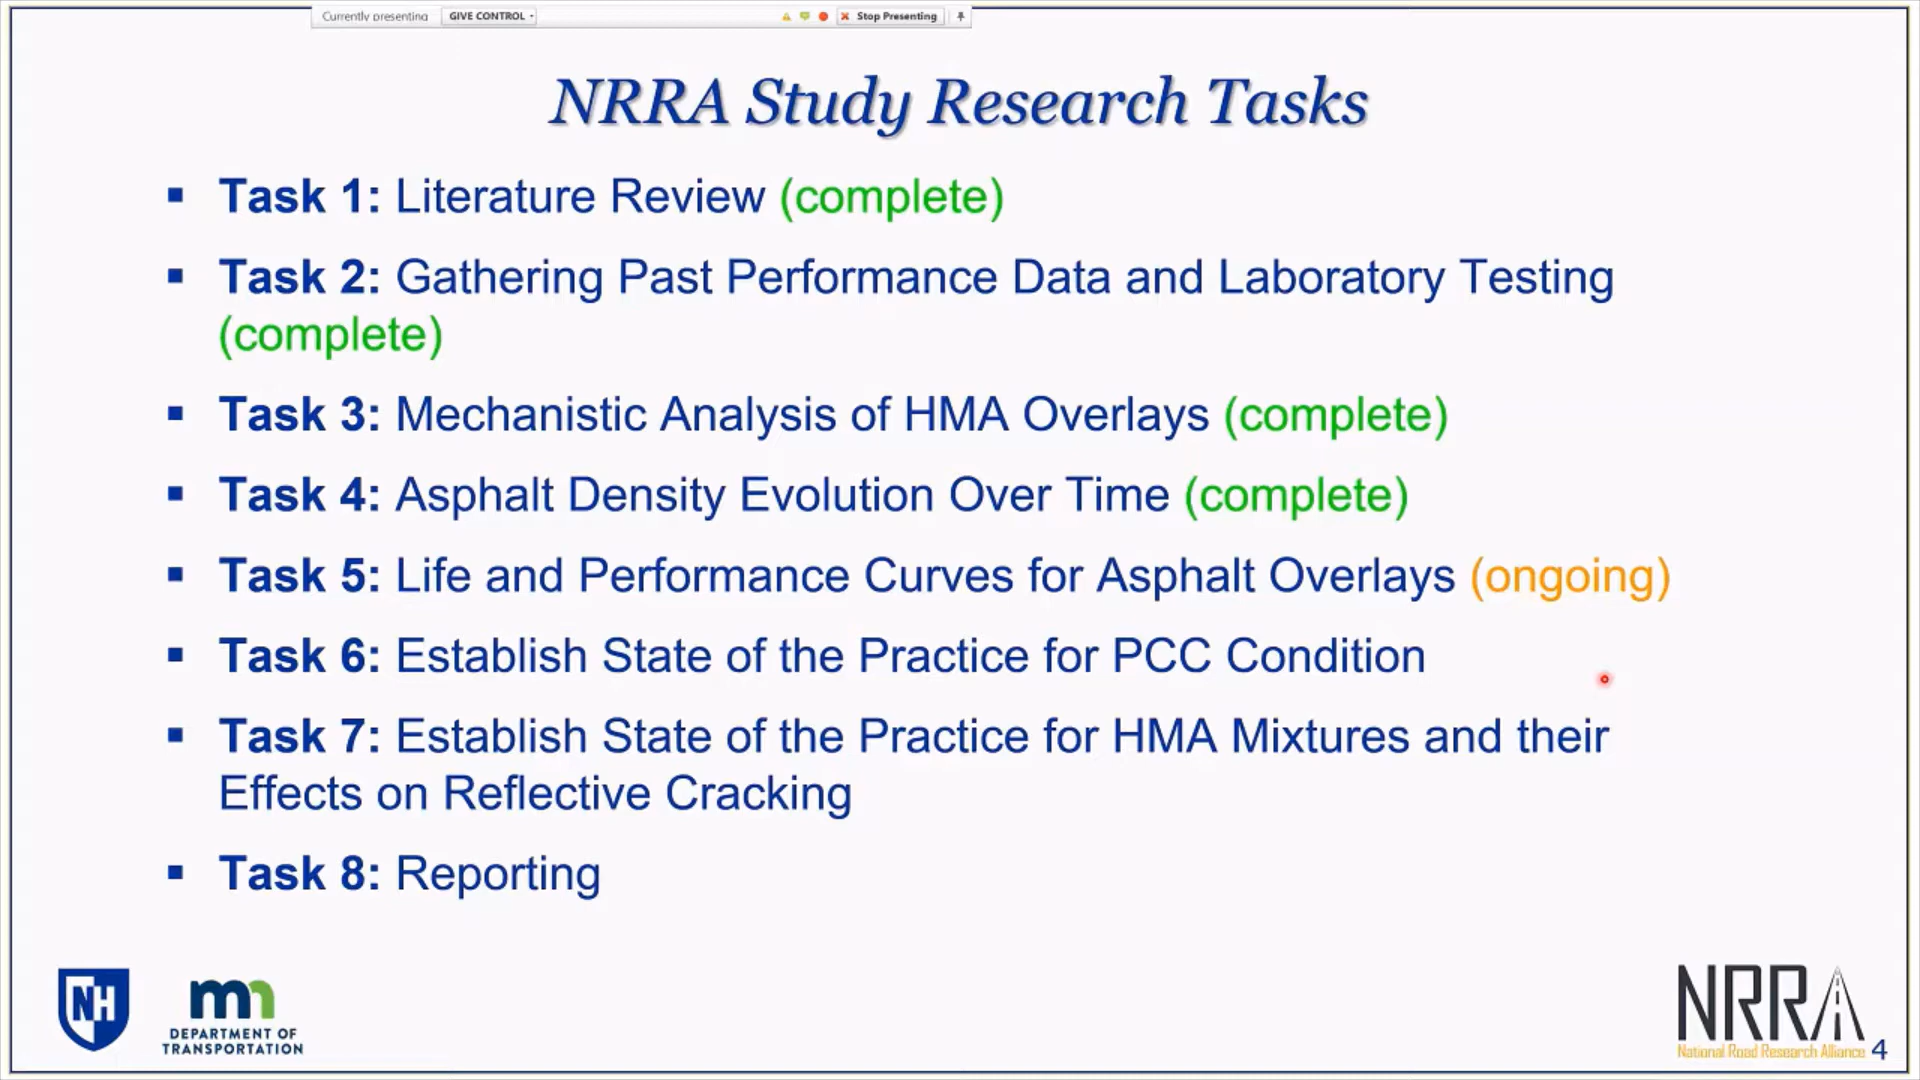 Currently presenting GIVE CONTROL Stop Presenting
NRRA Study Research Tasks
▪ Task 1: Literature Review (complete)
▪ Task 2: Gathering Past Performance Data and Laboratory Testing
(complete)
▪ Task 3: Mechanistic Analysis of HMA Overlays (complete)
▪ Task 4: Asphalt Density Evolution Over Time (complete)
▪ Task 5: Life and Performance Curves for Asphalt Overlays (ongoing)
▪ Task 6: Establish State of the Practice for PCC Condition
▪ Task 7: Establish State of the Practice for HMA Mixtures and their
Effects on Reflective Cracking
▪ Task 8: Reporting
NH
mn
DEPARTMENT OF
TRANSPORTATION
NRRA
National Road Research Alliance
4